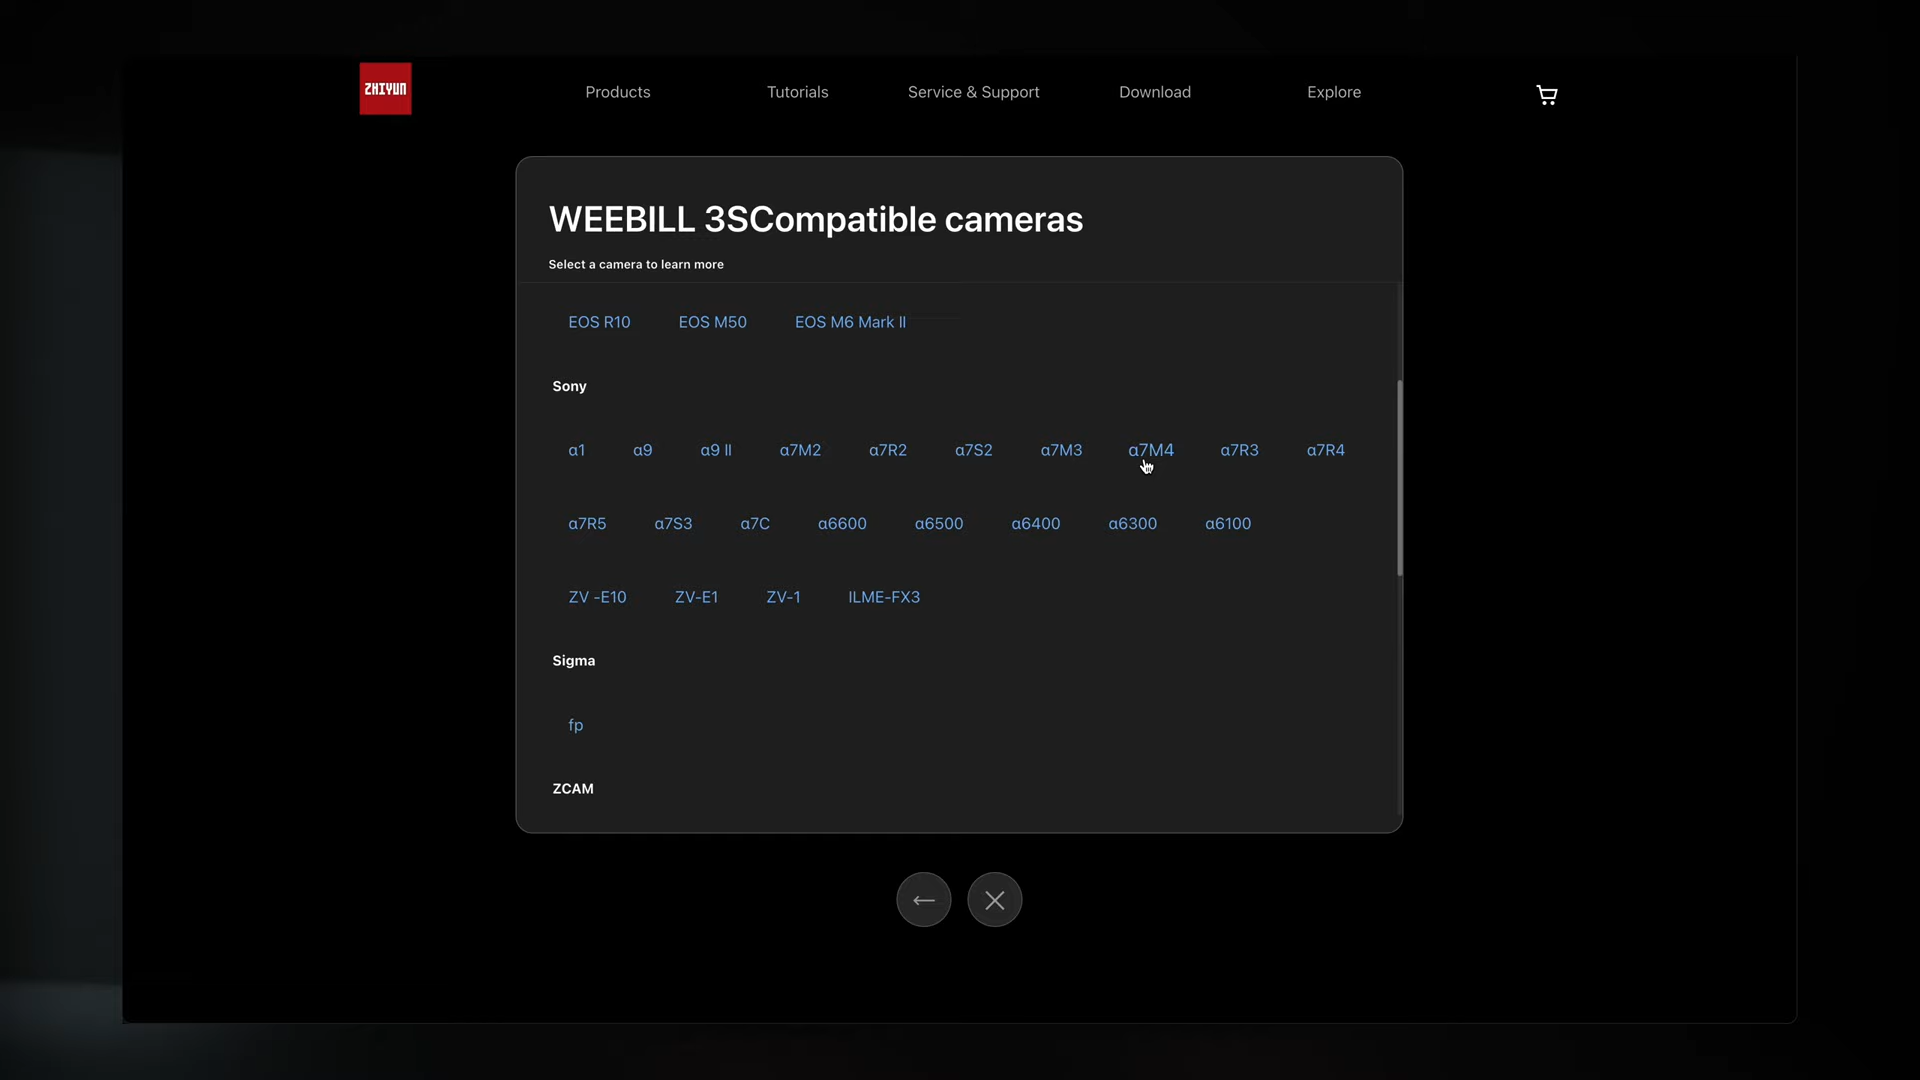 ZHIYUN
Products Tutorials Service & Support Download Explore
WEEBILL 3SCompatible cameras
Select a camera to learn more
EOS R10 EOS M50 EOS M6 Mark II
Sony
α1 α9 α9 II α7M2 α7R2 α7S2 α7M3 α7M4 α7R3 α7R4
α7R5 α7S3 α7C α6600 α6500 α6400 α6300 α6100
ZV -E10 ZV-E1 ZV-1 ILME-FX3
Sigma
fp
ZCAM